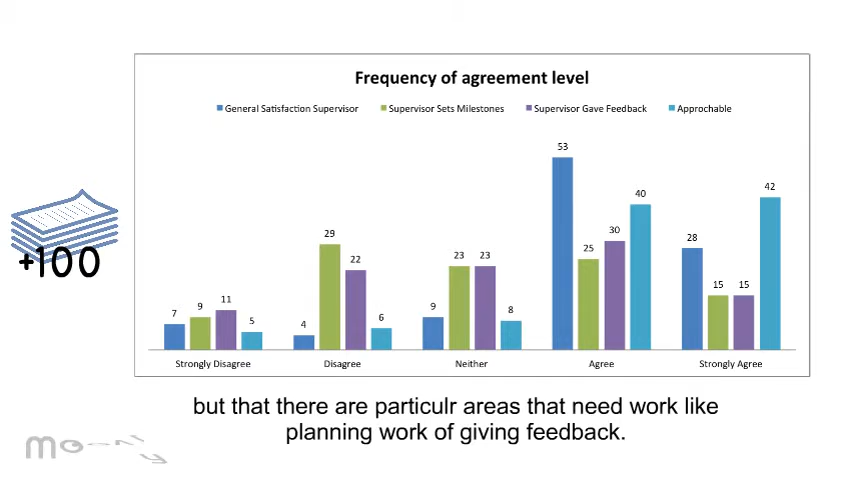 Frequency of agreement level
General Satisfaction Supervisor Supervisor Sets Milestones Supervisor Gave Feedback Approchable
53
42
40
29 30
28
25
22 23 23
15 15
11
7 9 9 8
5 4 6
Strongly Disagree Disagree Neither Agree Strongly Agree
+100
but that there are particulr areas that need work like
planning work of giving feedback.
moovly